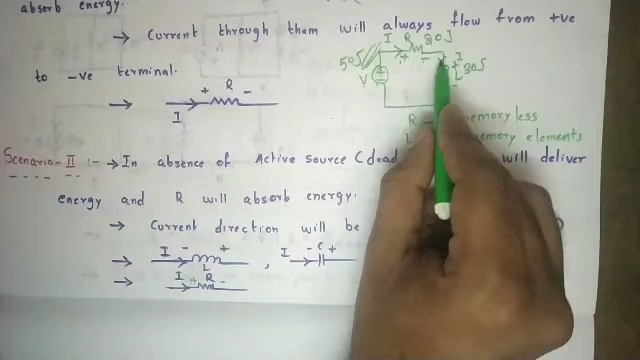 absorb energy.
→ Current through them will always flow from +ve
to -ve terminal.
I R 20J
+ -
50J
V
+ I
L 30J
-
→ + R -
I
R - memory less
L memory elements
Scenario - II :- → In absence of Active source (dead will deliver
energy and R will absorb energy.
→ Current direction will be
→ I - + L , I - C +
→ I + R -